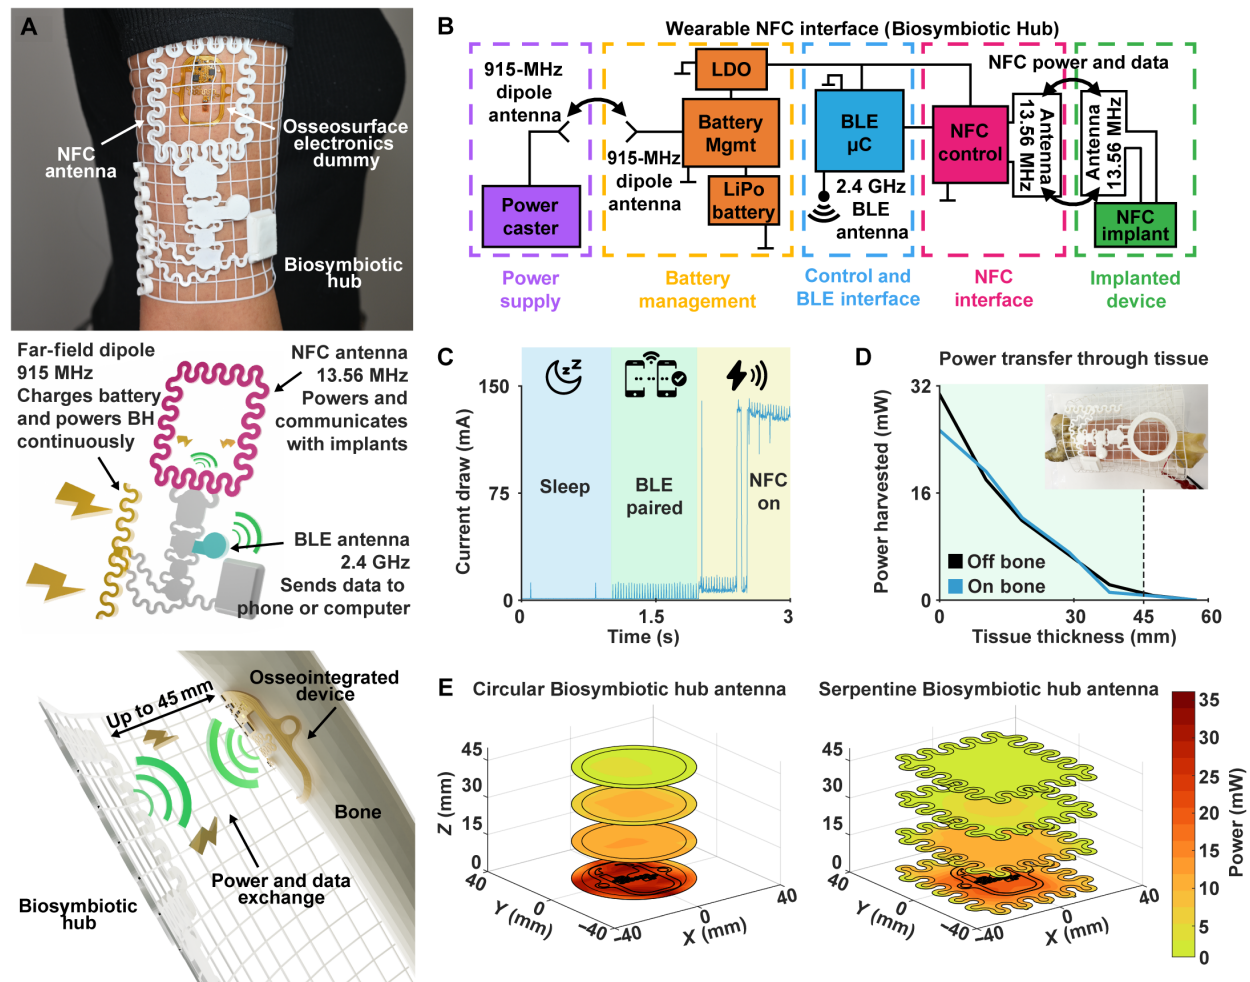 A
NFC
antenna
Osseosurface
electronics
dummy
Biosymbiotic
hub
Far-field dipole
915 MHz
Charges battery
and powers BH
continuously
NFC antenna
13.56 MHz
Powers and
communicates
with implants
BLE antenna
2.4 GHz
Sends data to
phone or computer
Up to 45 mm
Osseointegrated
device
Bone
Power and data
exchange
Biosymbiotic
hub
B
Wearable NFC interface (Biosymbiotic Hub)
915-MHz
dipole
antenna
Power
caster
Power
supply
915-MHz
dipole
antenna
LDO
Battery
Mgmt
LiPo
battery
Battery
management
BLE
µC
2.4 GHz
BLE
antenna
Control and
BLE interface
NFC
control
Antenna
13.56 MHz
NFC
interface
NFC power and data
Antenna
13.56 MHz
NFC
implant
Implanted
device
C
Current draw (mA)
150
75
0
Sleep
BLE
paired
NFC
on
0
1.5
3
Time (s)
D
Power transfer through tissue
Power harvested (mW)
32
16
0
Off bone
On bone
0
30
45
60
Tissue thickness (mm)
E
Circular Biosymbiotic hub antenna
Z (mm)
45
30
15
0
40
0
−40
Y (mm)
−40
0
40
X (mm)
Serpentine Biosymbiotic hub antenna
45
30
15
0
40
0
−40
Y (mm)
−40
0
40
X (mm)
35
30
25
20
15
10
5
0
Power (mW)